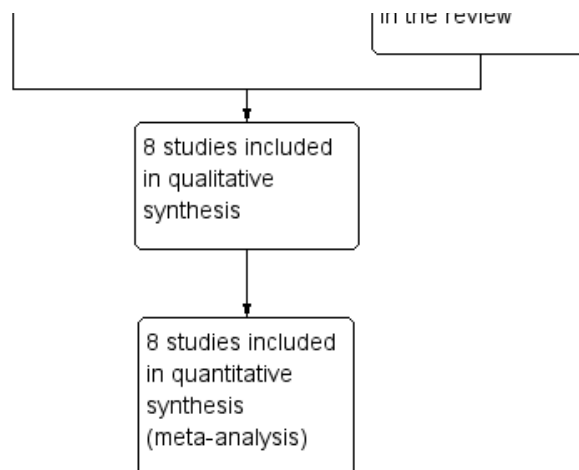 in the review
8 studies included
in qualitative
synthesis
8 studies included
in quantitative
synthesis
(meta-analysis)